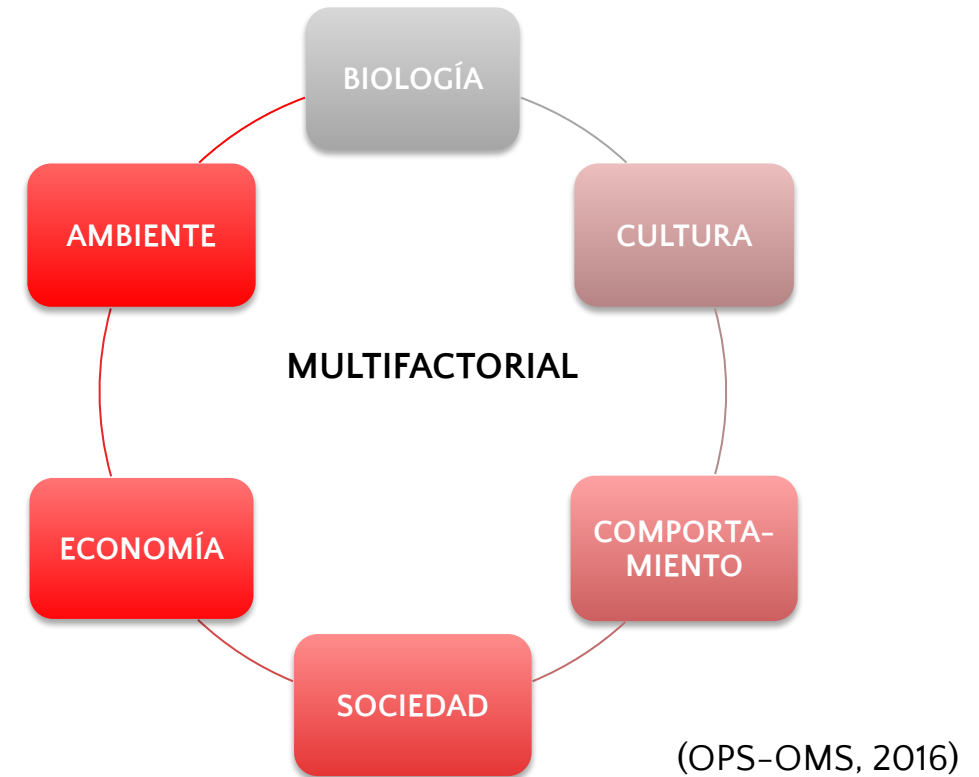 BIOLOGÍA
AMBIENTE
CULTURA
MULTIFACTORIAL
ECONOMÍA
COMPORTA-
MIENTO
SOCIEDAD
(OPS-OMS, 2016)